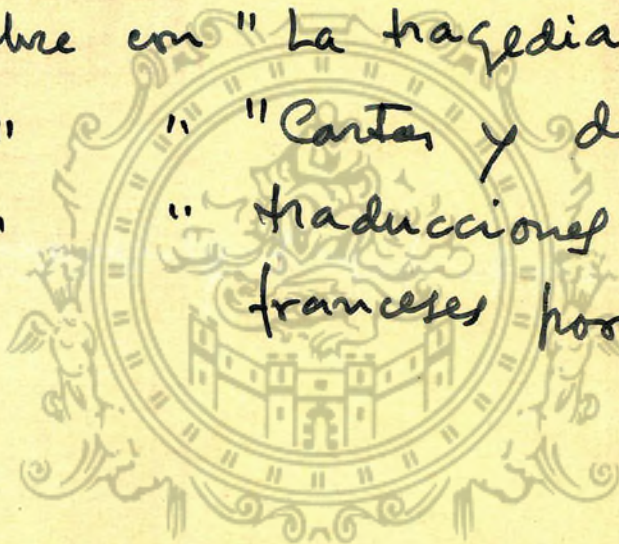 bre con "La tragedia
" " "Cartas y d
" " traducciones
franceses por